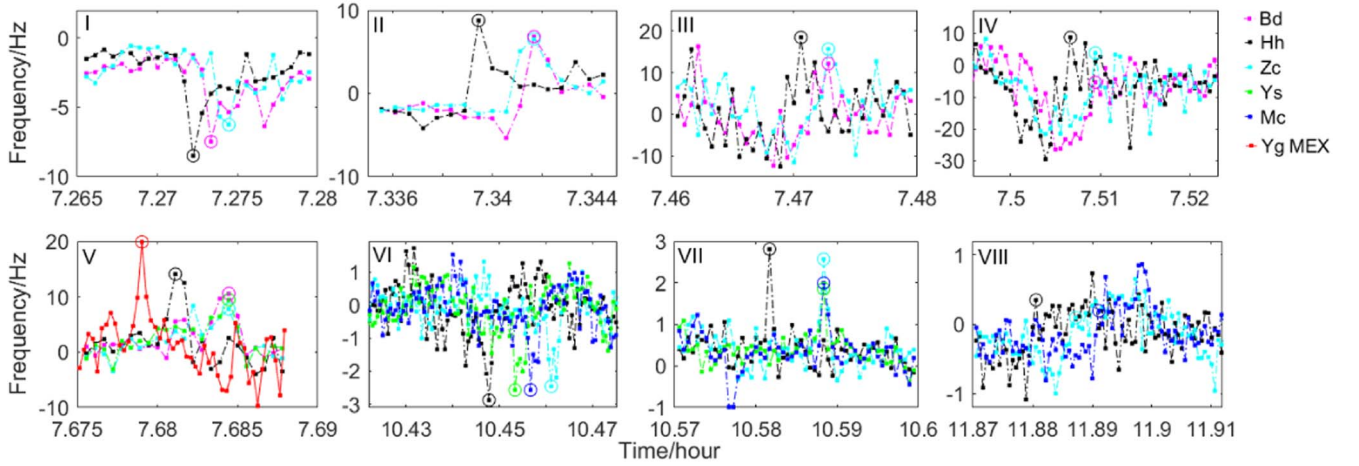 I II III IV
Frequency/Hz
0
-5
-10
7.265 7.27 7.275 7.28
10
0
10
7.336 7.34 7.344
20
10
0
-10
7.46 7.47 7.48
10
0
-10
-20
-30
7.5 7.51 7.52
Bd
Hh
Zc
Ys
Mc
Yg MEX
V VI VII VIII
Frequency/Hz
20
10
0
-10
7.675 7.68 7.685 7.69
1
0
-1
-2
-3
10.43 10.45 10.47
3
2
1
0
-1
10.57 10.58 10.59 10.6
1
0
-1
11.87 11.88 11.89 11.9 11.91
Time/hour